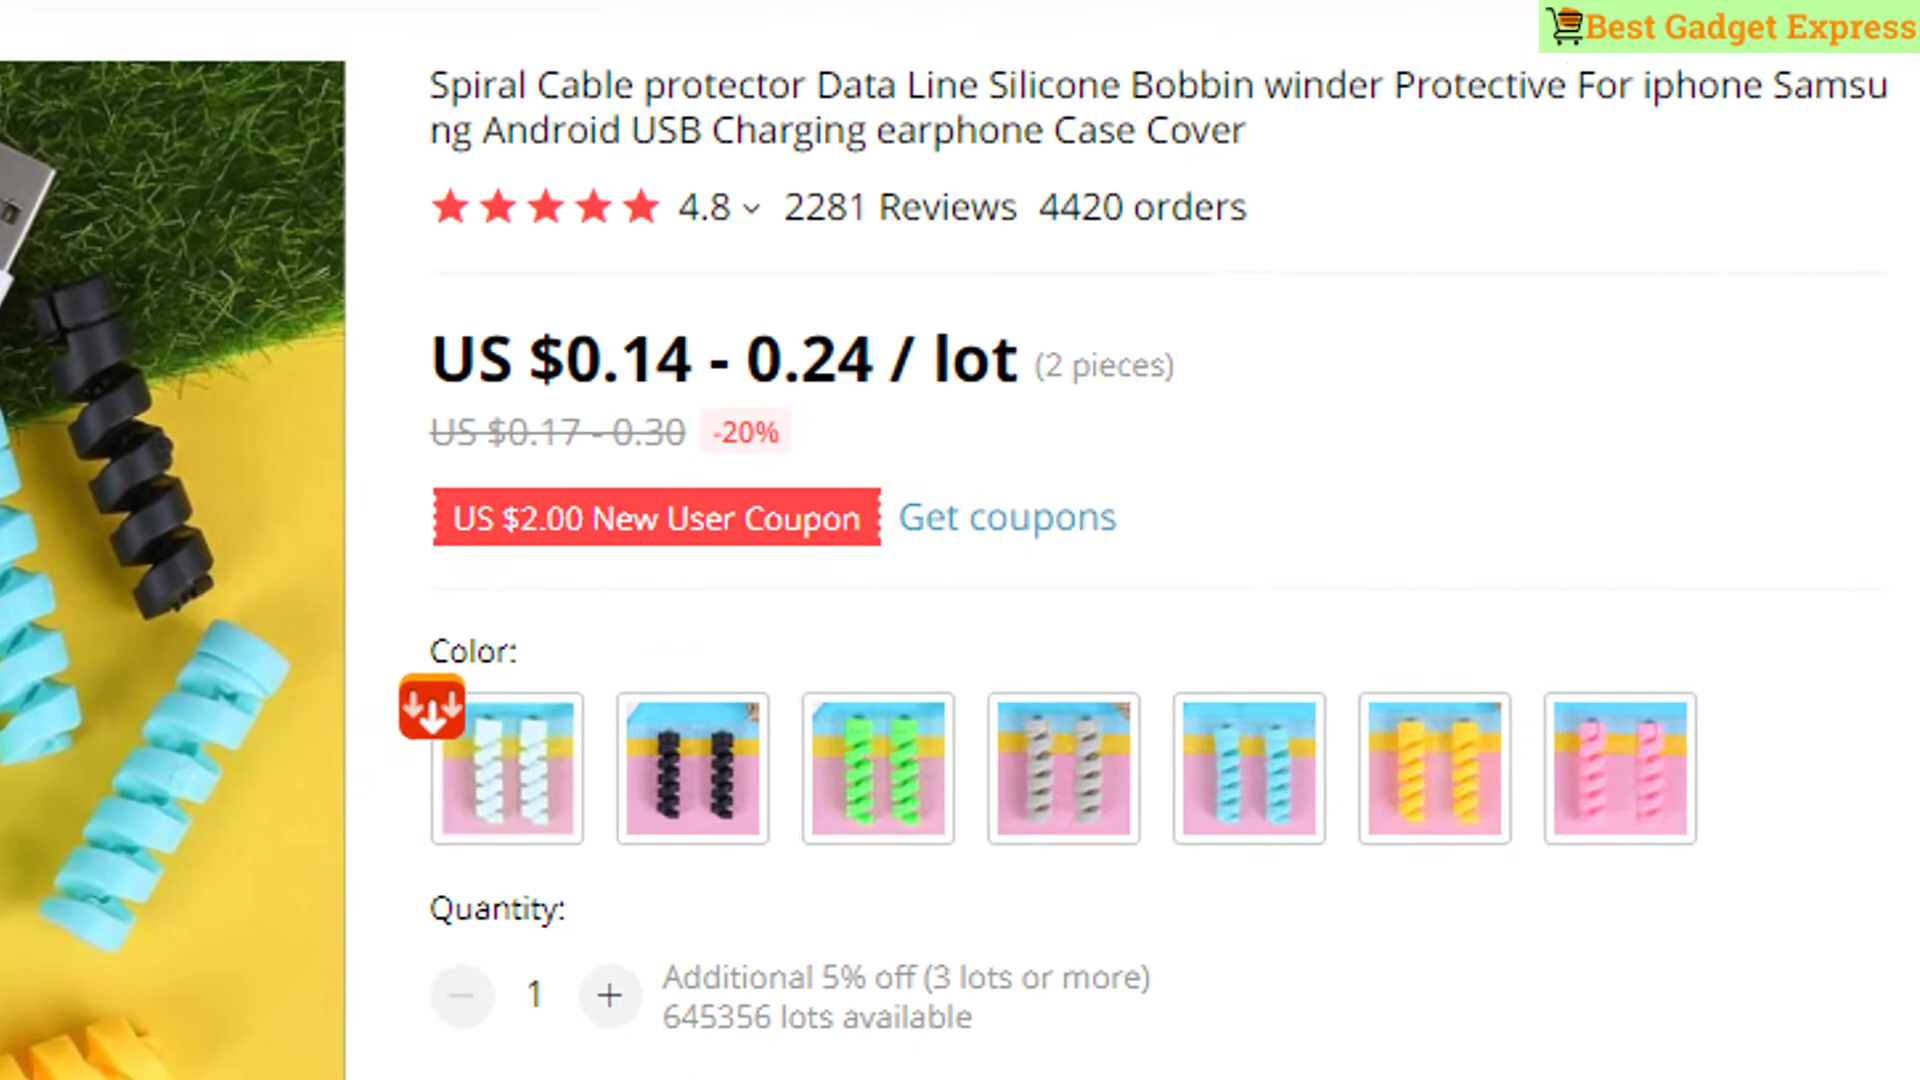 Best Gadget Express
Spiral Cable protector Data Line Silicone Bobbin winder Protective For iphone Samsu
ng Android USB Charging earphone Case Cover
4.8 2281 Reviews 4420 orders
US $0.14 - 0.24 / lot (2 pieces)
US $0.17 - 0.30 -20%
US $2.00 New User Coupon Get coupons
Color:
Quantity:
1
Additional 5% off (3 lots or more)
645356 lots available